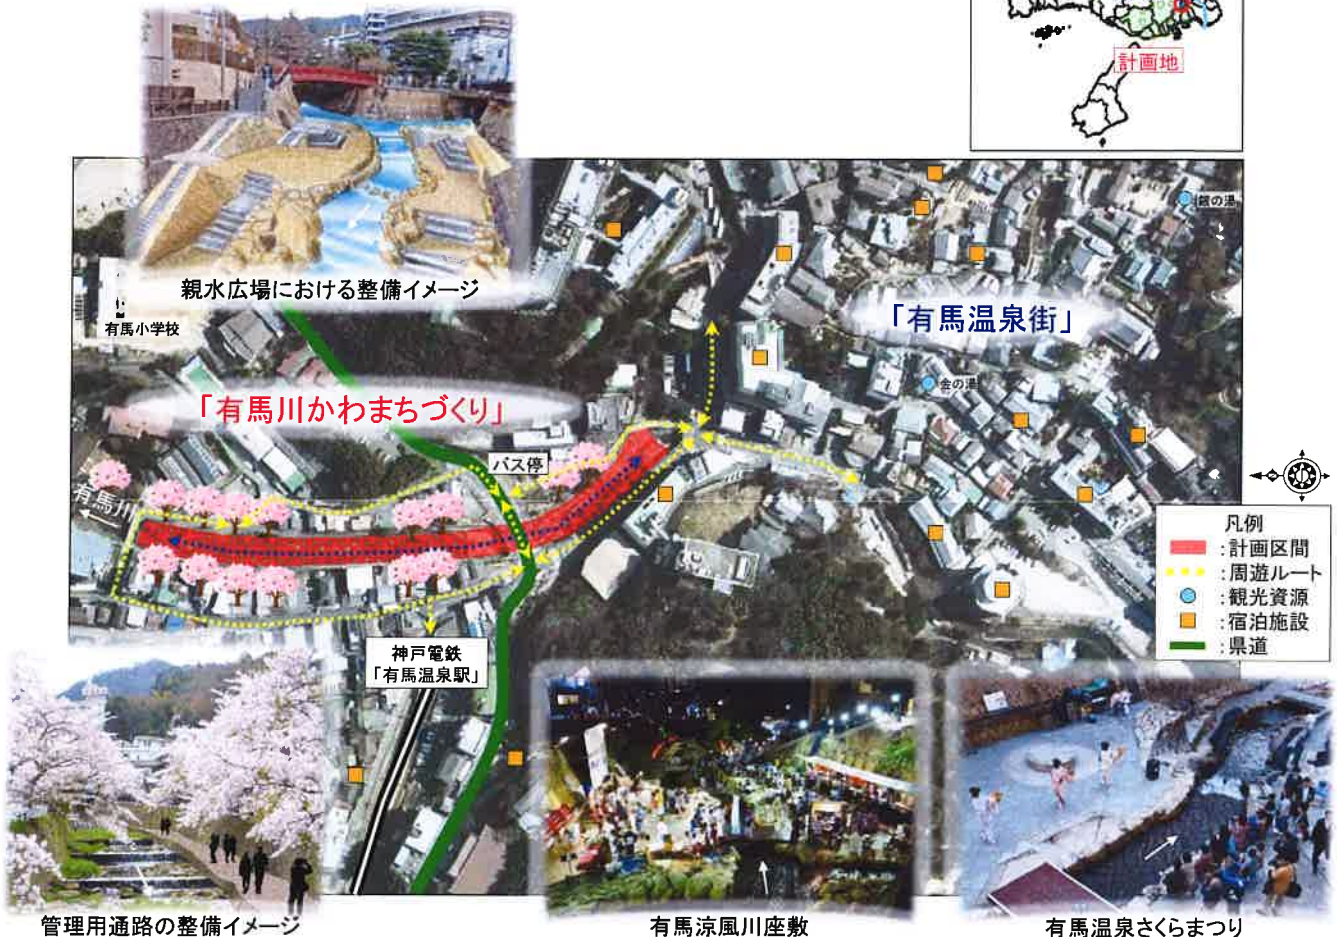 計画地
親水広場における整備イメージ
銀の湯
有馬小学校
「有馬温泉街」
金の湯
「有馬川かわまちづくり」
バス停
有馬川
凡例
:計画区間
:周遊ルート
:観光資源
:宿泊施設
:県道
神戸電鉄
「有馬温泉駅」
管理用通路の整備イメージ
有馬涼風川座敷
有馬温泉さくらまつり